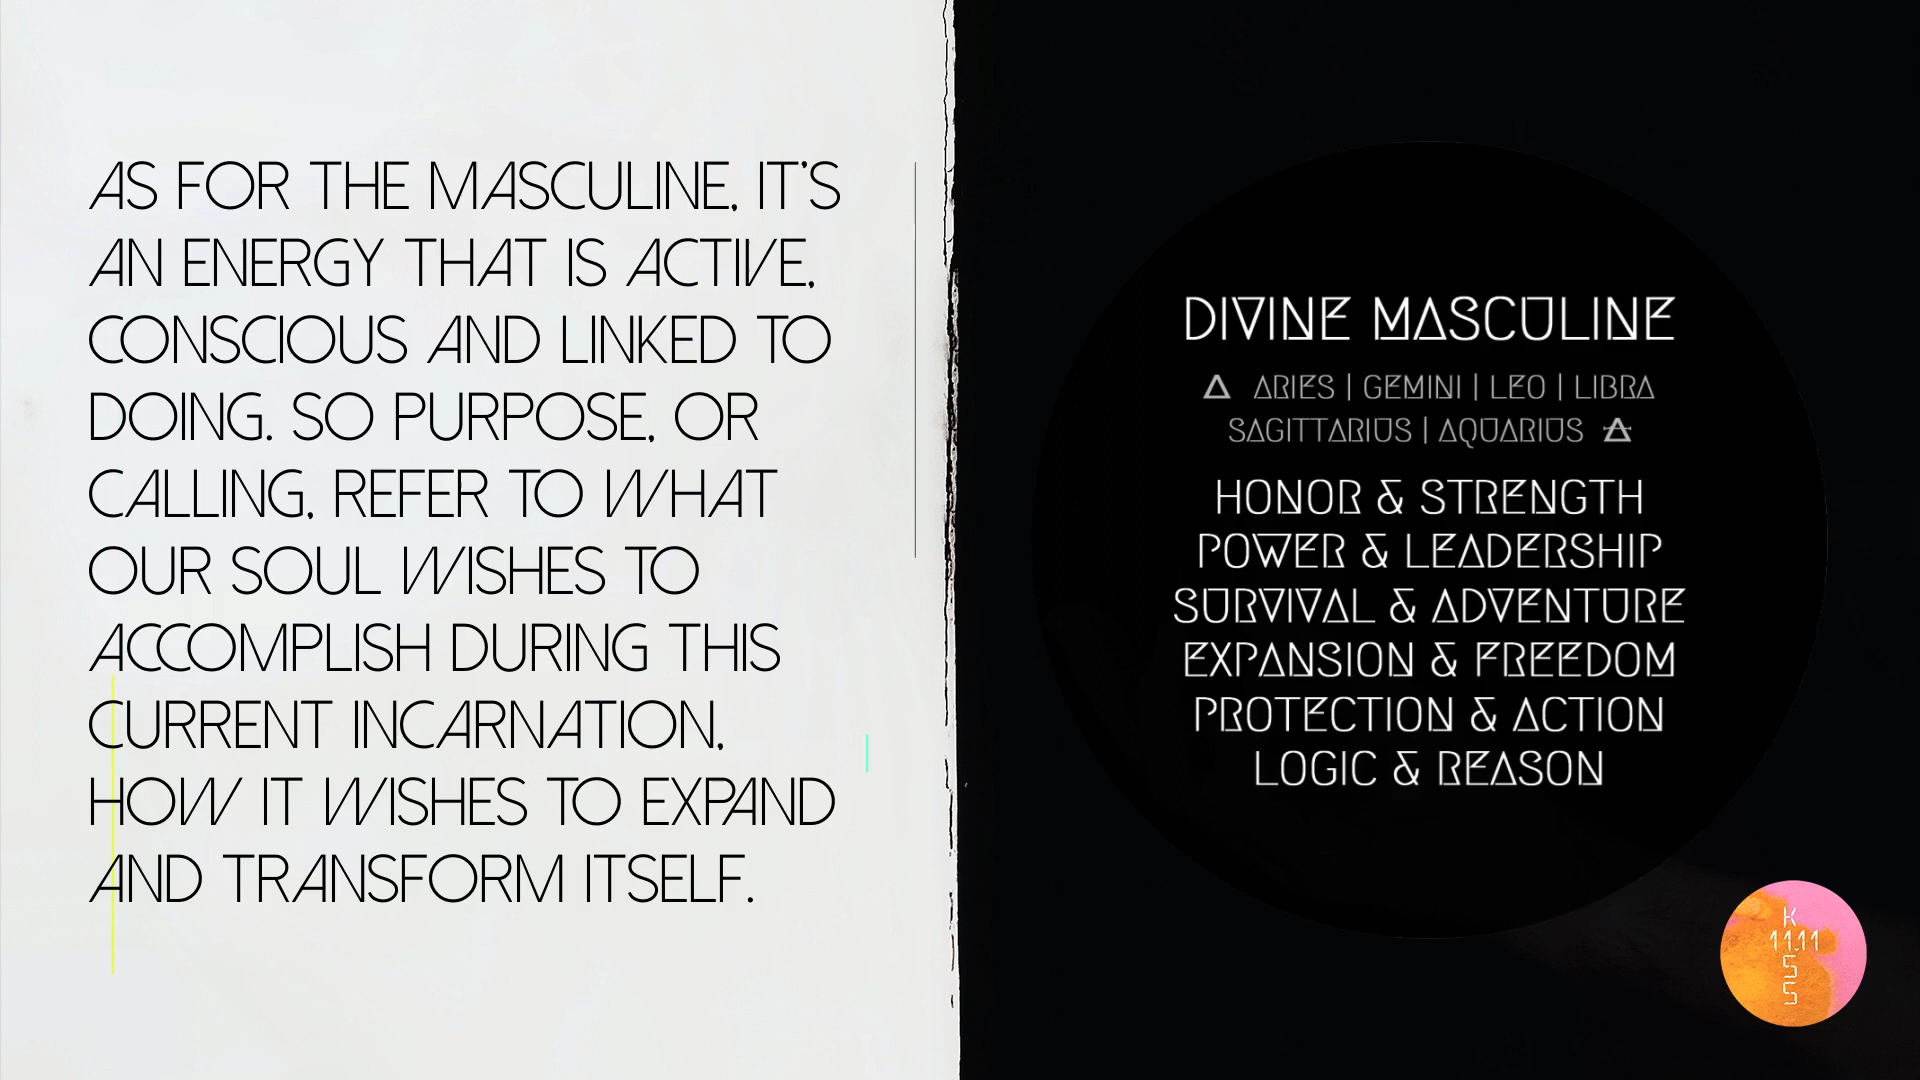 AS FOR THE MASCULINE, IT'S
AN ENERGY THAT IS ACTIVE,
CONSCIOUS AND LINKED TO
DOING. SO PURPOSE, OR
CALLING, REFER TO WHAT
OUR SOUL WISHES TO
ACCOMPLISH DURING THIS
CURRENT INCARNATION,
HOW IT WISHES TO EXPAND
AND TRANSFORM ITSELF.
DIVINE MASCULINE
ARIES | GEMINI | LEO | LIBRA
SAGITTARIUS | AQUARIUS
HONOR & STRENGTH
POWER & LEADERSHIP
SURVIVAL & ADVENTURE
EXPANSION & FREEDOM
PROTECTION & ACTION
LOGIC & REASON
K
11:11
S
S